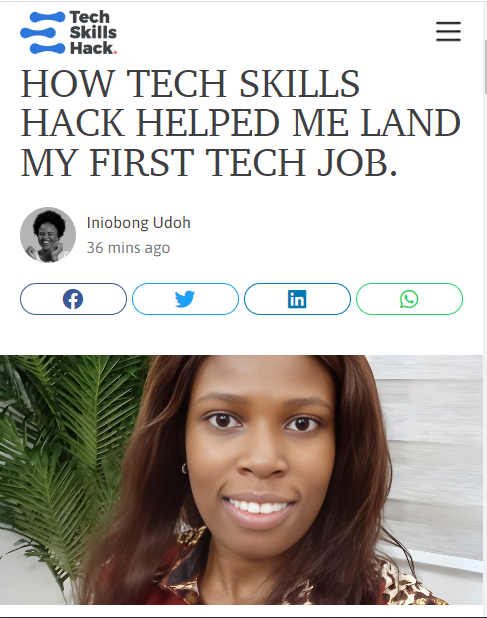 Tech
Skills
Hack.
HOW TECH SKILLS
HACK HELPED ME LAND
MY FIRST TECH JOB.
Iniobong Udoh
36 mins ago